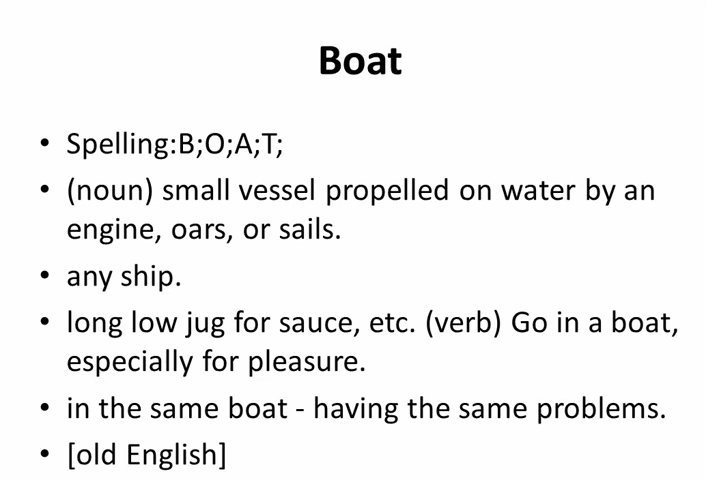 Boat
• Spelling:B;O;A;T;
• (noun) small vessel propelled on water by an
engine, oars, or sails.
• any ship.
• long low jug for sauce, etc. (verb) Go in a boat,
especially for pleasure.
• in the same boat - having the same problems.
• [old English]